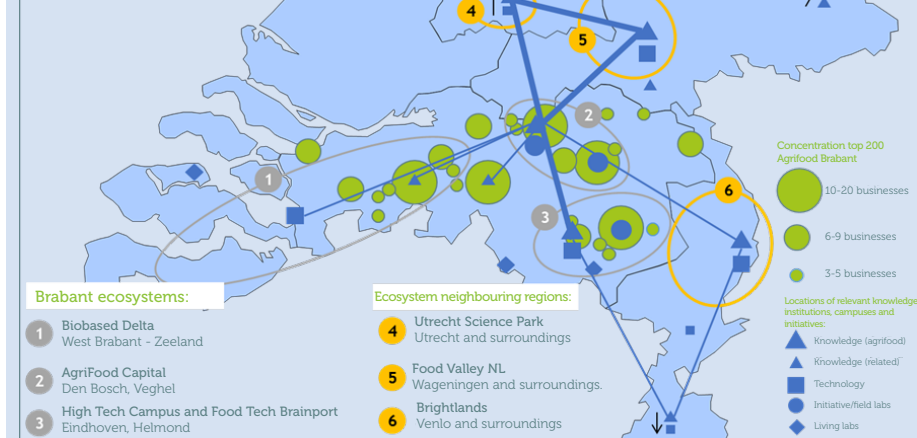 4
5
2
1
3
6
Concentration top 200
Agrifood Brabant
10-20 businesses
6-9 businesses
3-5 businesses
Locations of relevant knowledge
institutions, campuses and
initiatives:
Knowledge (agrifood)
Knowledge (related)
Technology
Initiative/field labs
Living labs
Brabant ecosystems:
1 Biobased Delta
West Brabant - Zeeland
2 AgriFood Capital
Den Bosch, Veghel
3 High Tech Campus and Food Tech Brainport
Eindhoven, Helmond
Ecosystem neighbouring regions:
4 Utrecht Science Park
Utrecht and surroundings
5 Food Valley NL
Wageningen and surroundings.
6 Brightlands
Venlo and surroundings